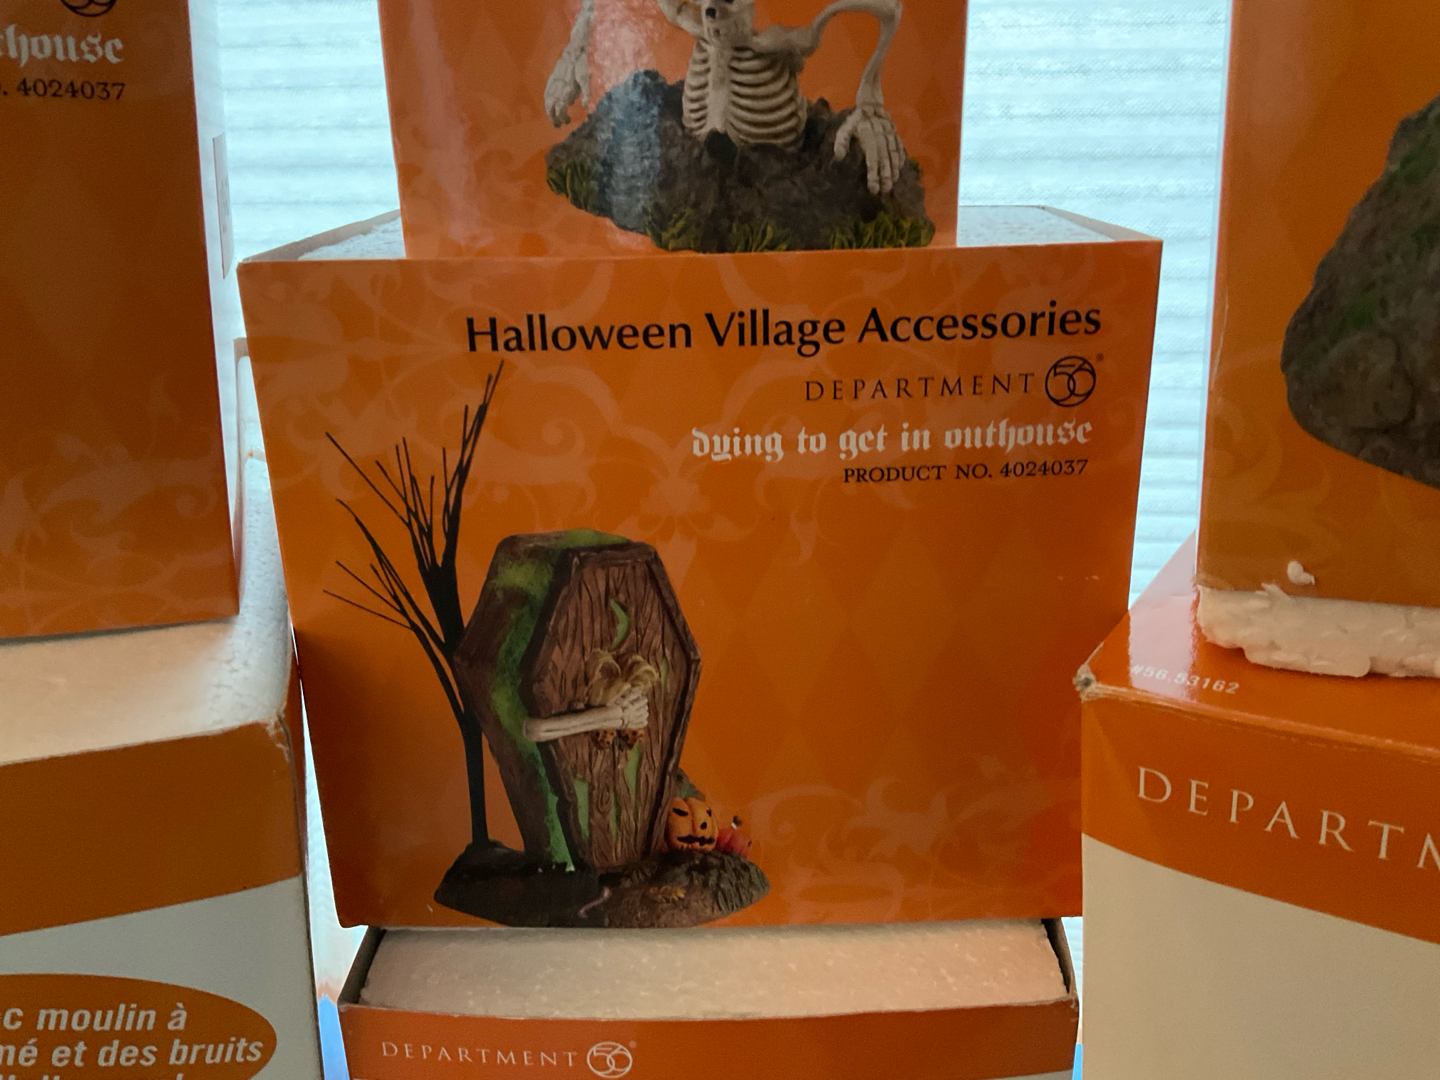 thouse
. 4024037
Halloween Village Accessories
DEPARTMENT 56®
dying to get in outhouse
PRODUCT NO. 4024037
#56.53162
DEPARTM
c moulin à
mé et des bruits
DEPARTMENT 56®